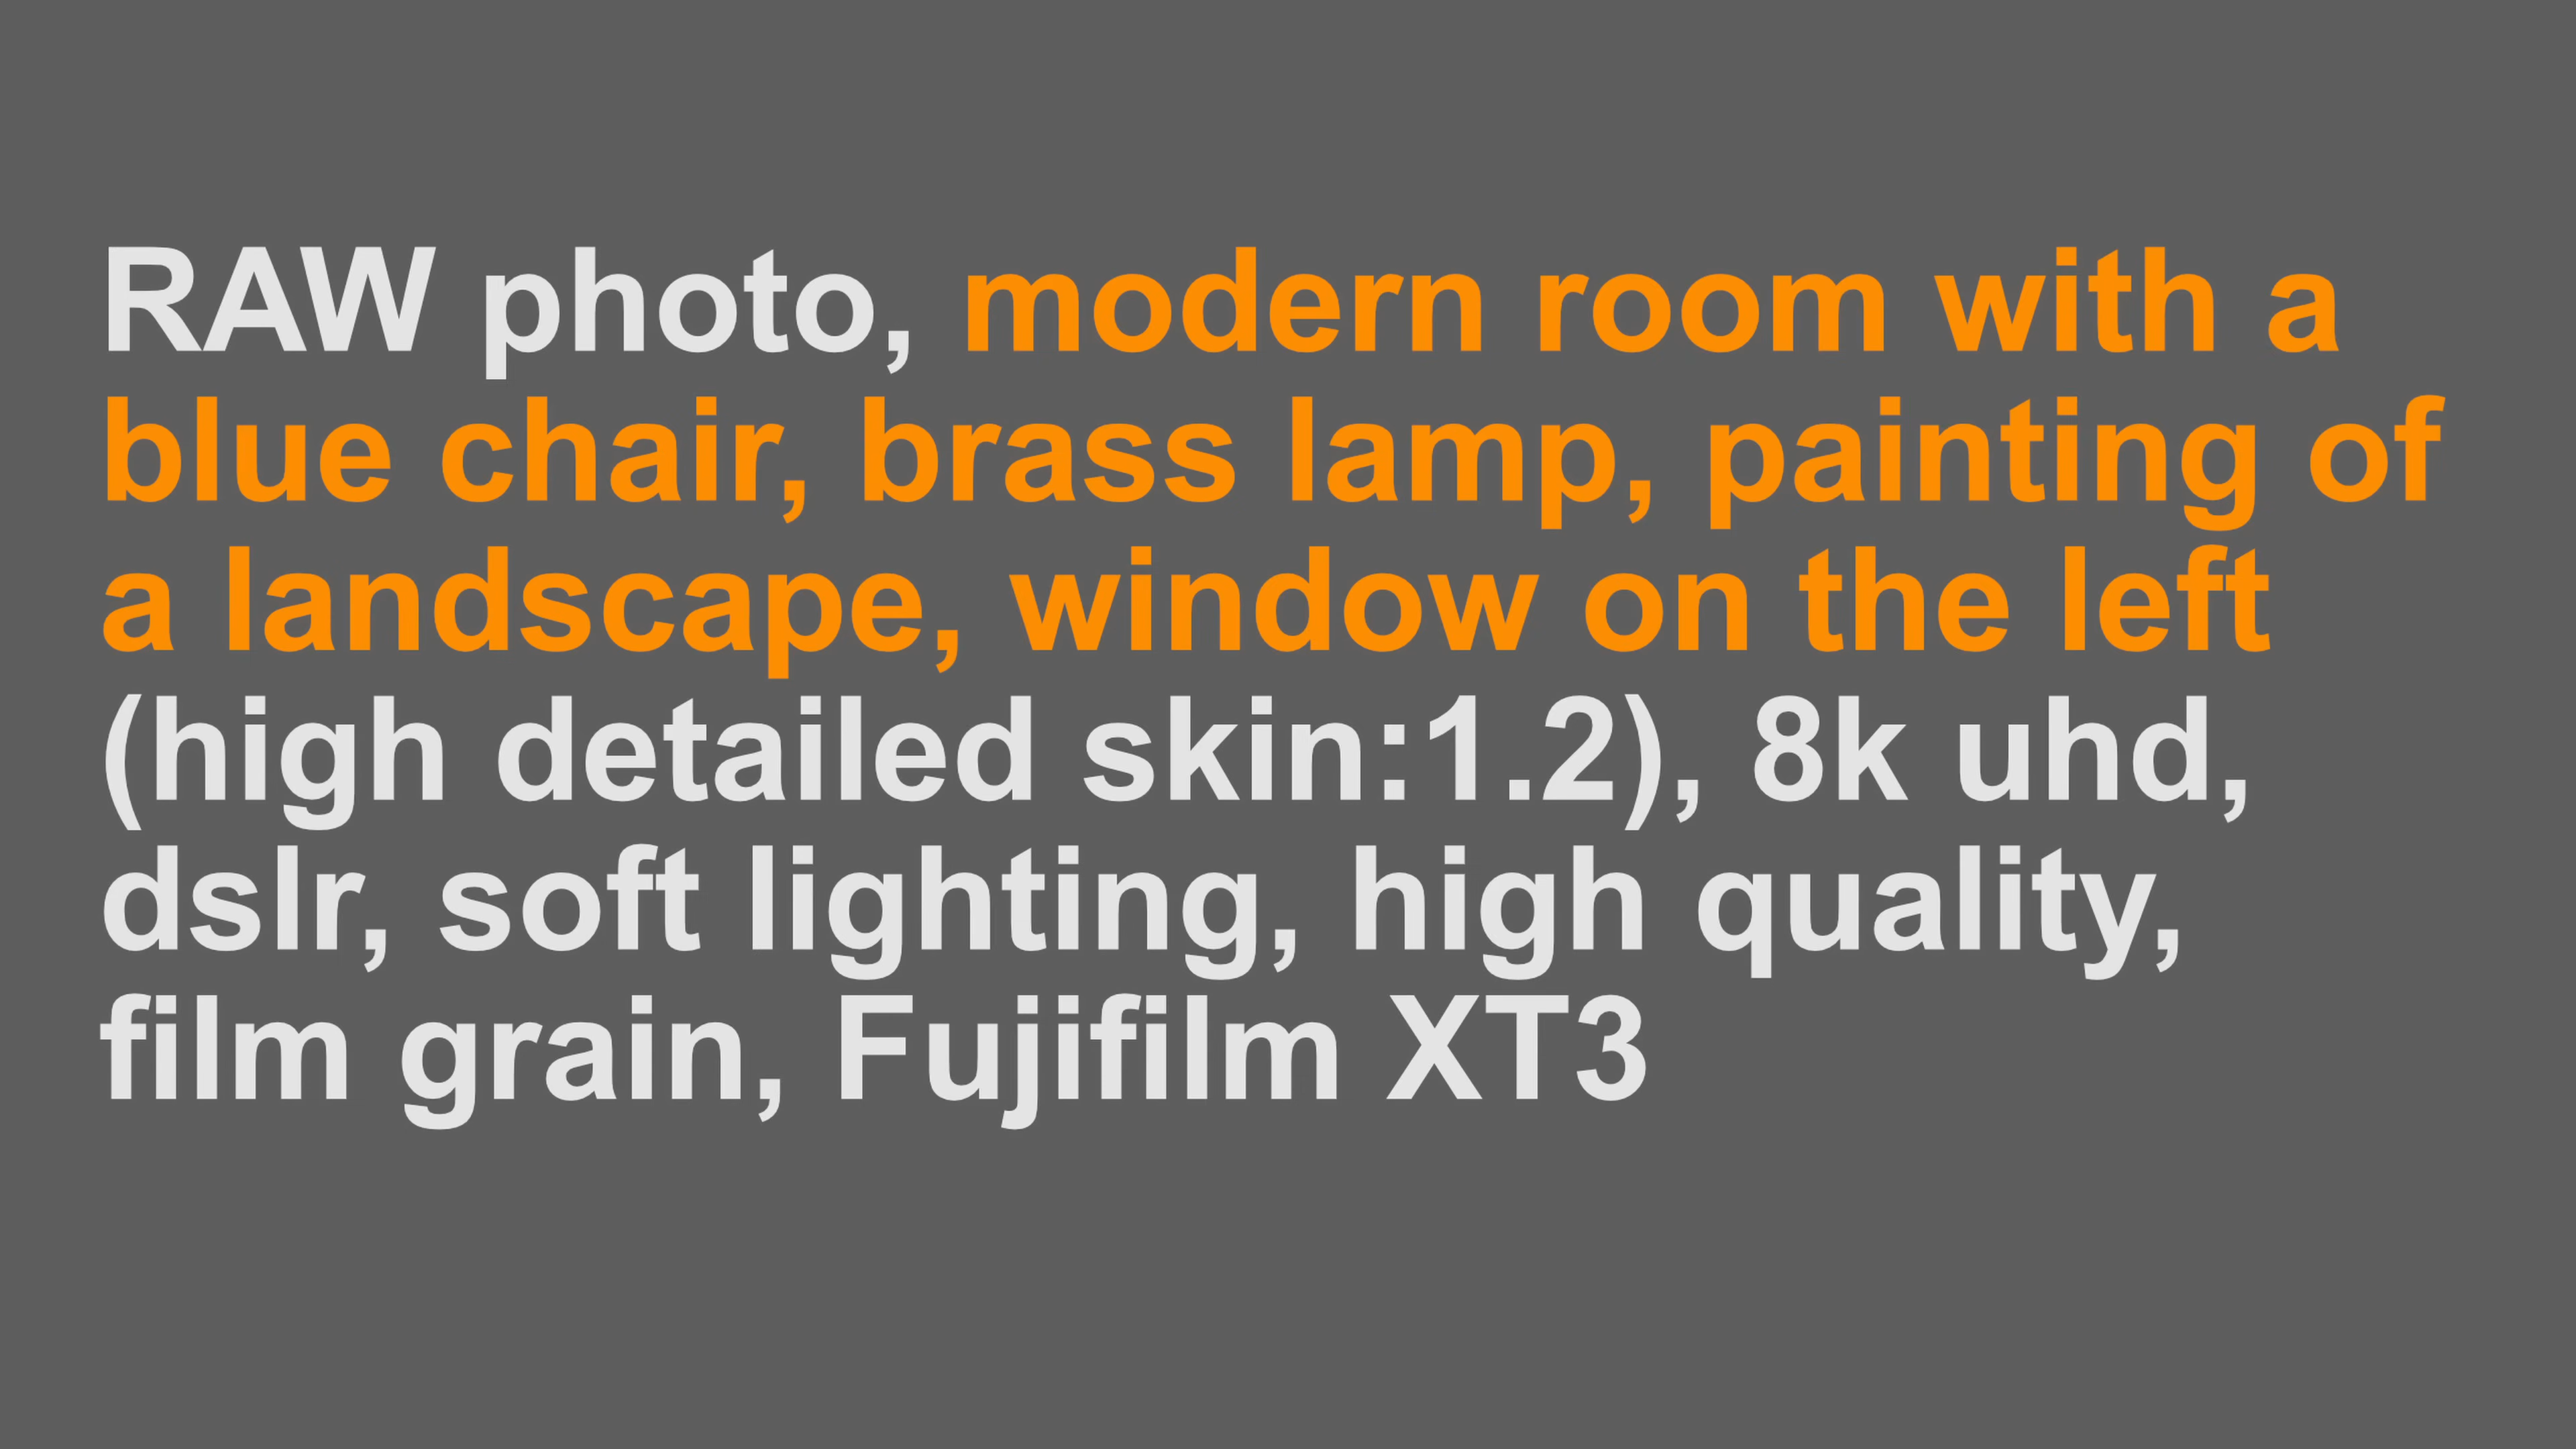 RAW photo, modern room with a
blue chair, brass lamp, painting of
a landscape, window on the left
(high detailed skin:1.2), 8k uhd,
dslr, soft lighting, high quality,
film grain, Fujifilm XT3